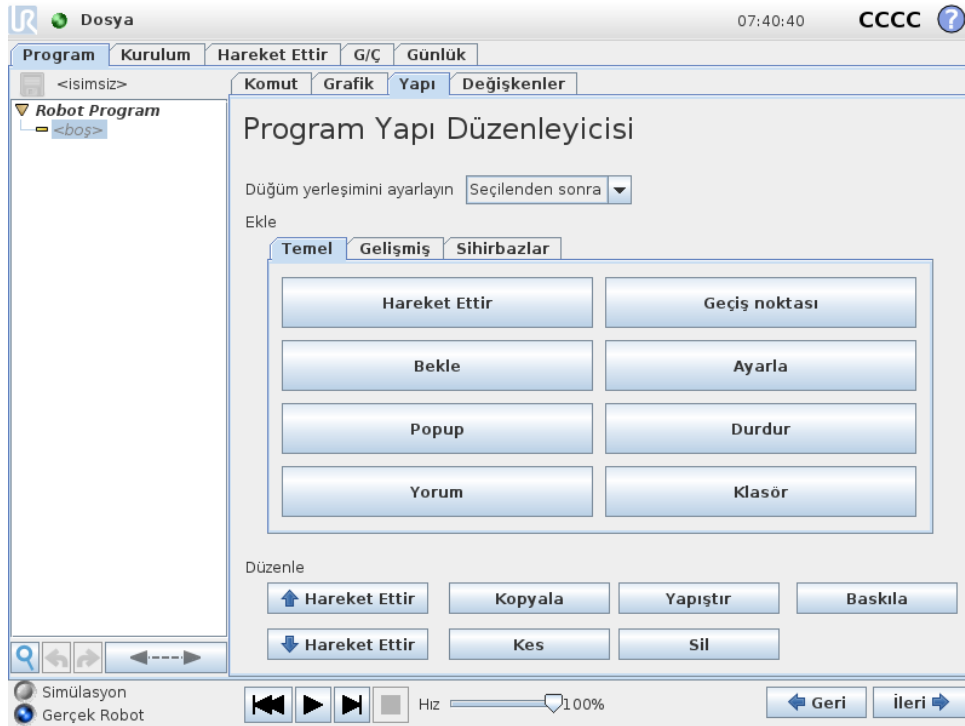 UR Dosya 07:40:40 CCCC ?
Program Kurulum Hareket Ettir G/Ç Günlük
<isimsiz>
Komut Grafik Yapı Değişkenler
Robot Program
<boş>
Program Yapı Düzenleyicisi
Düğüm yerleşimini ayarlayın Seçilenden sonra
Ekle
Temel Gelişmiş Sihirbazlar
Hareket Ettir Geçiş noktası
Bekle Ayarla
Popup Durdur
Yorum Klasör
Düzenle
Hareket Ettir Kopyala Yapıştır Baskıla
Hareket Ettir Kes Sil
Simülasyon
Gerçek Robot
Hız 100%
Geri İleri